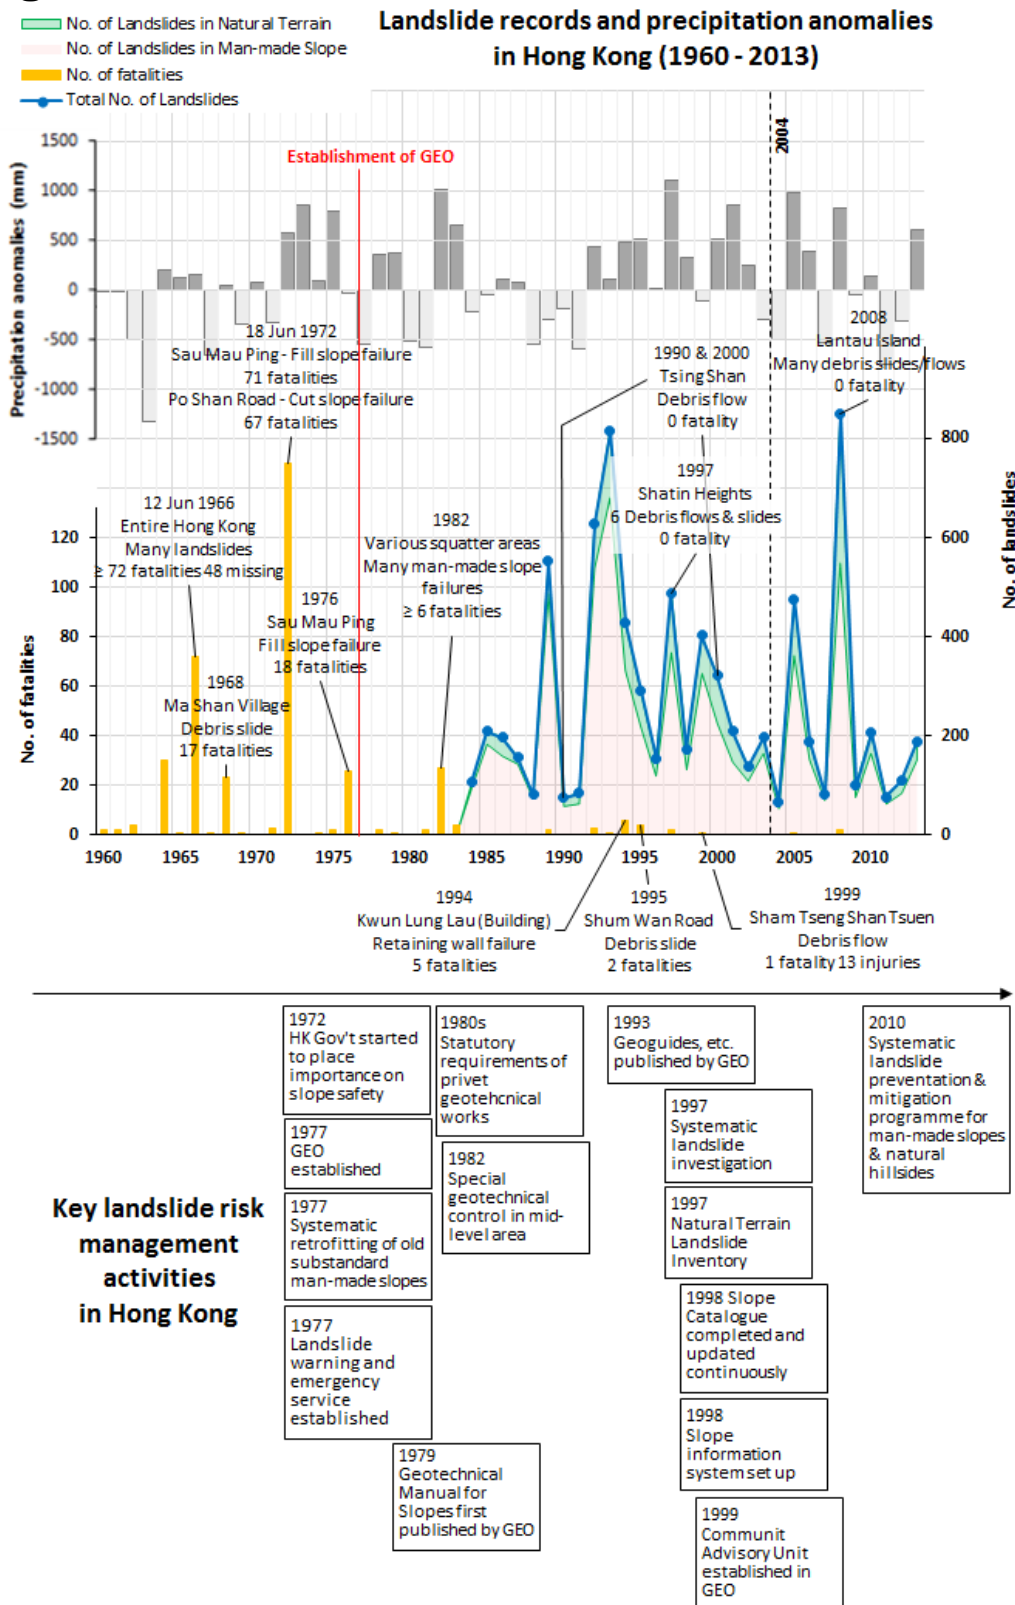 Landslide records and precipitation anomalies
in Hong Kong (1960 - 2013)
No. of Landslides in Natural Terrain
No. of Landslides in Man-made Slope
No. of fatalities
Total No. of Landslides
Precipitation anomalies (mm)
1500
1000
500
0
-500
-1000
-1500
Establishment of GEO
2004
18 Jun 1972
Sau Mau Ping - Fill slope failure
71 fatalities
Po Shan Road - Cut slope failure
67 fatalities
12 Jun 1966
Entire Hong Kong
Many landslides
≥ 72 fatalities 48 missing
1968
Ma Shan Village
Debris slide
17 fatalities
1976
Sau Mau Ping
Fill slope failure
18 fatalities
1982
Various squatter areas
Many man-made slope
failures
≥ 6 fatalities
1990 & 2000
Tsing Shan
Debris flow
0 fatality
1997
Shatin Heights
6 Debris flows & slides
0 fatality
2008
Lantau Island
Many debris slides/flows
0 fatality
No. of fatalities
120
100
80
60
40
20
0
No. of landslides
800
600
400
200
0
1960
1965
1970
1975
1980
1985
1990
1995
2000
2005
2010
1994
Kwun Lung Lau (Building)
Retaining wall failure
5 fatalities
1995
Shum Wan Road
Debris slide
2 fatalities
1999
Sham Tseng Shan Tsuen
Debris flow
1 fatality 13 injuries
Key landslide risk
management
activities
in Hong Kong
1972
HK Gov't started
to place
importance on
slope safety
1977
GEO
established
1977
Systematic
retrofitting of old
substandard
man-made slopes
1977
Landslide
warning and
emergency
service
established
1979
Geotechnical
Manual for
Slopes first
published by GEO
1980s
Statutory
requirements of
privet
geotehcnical
works
1982
Special
geotechnical
control in mid-
level area
1993
Geoguides, etc.
published by GEO
1997
Systematic
landslide
investigation
1997
Natural Terrain
Landslide
Inventory
1998 Slope
Catalogue
completed and
updated
continuously
1998
Slope
information
system set up
1999
Communit
Advisory Unit
established in
GEO
2010
Systematic
landslide
preventation &
mitigation
programme for
man-made slopes
& natural
hillsides